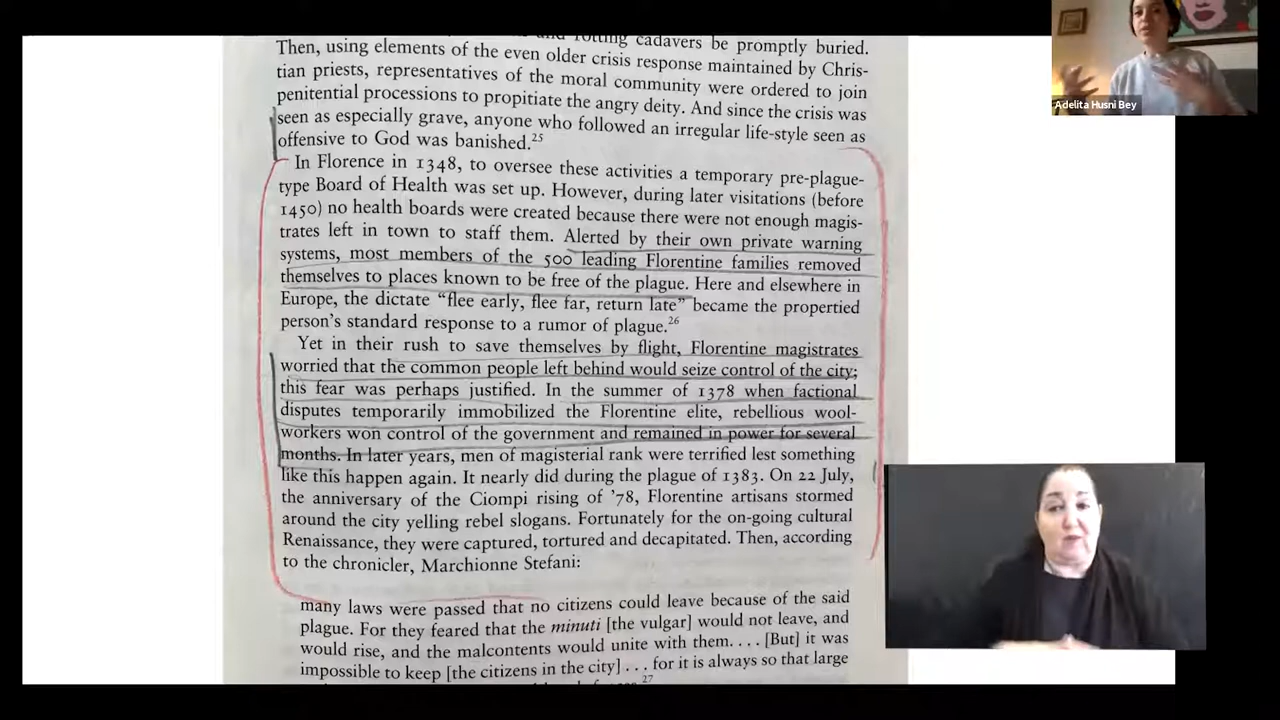 rotting cadavers be promptly buried.
Then, using elements of the even older crisis response maintained by Chris-
tian priests, representatives of the moral community were ordered to join
penitential processions to propitiate the angry deity. And since the crisis was
seen as especially grave, anyone who followed an irregular life-style seen as
offensive to God was banished.25
In Florence in 1348, to oversee these activities a temporary pre-plague-
type Board of Health was set up. However, during later visitations (before
1450) no health boards were created because there were not enough magis-
trates left in town to staff them. Alerted by their own private warning
systems, most members of the 500 leading Florentine families removed
themselves to places known to be free of the plague. Here and elsewhere in
Europe, the dictate “flee early, flee far, return late” became the propertied
person’s standard response to a rumor of plague.26
Yet in their rush to save themselves by flight, Florentine magistrates
worried that the common people left behind would seize control of the city;
this fear was perhaps justified. In the summer of 1378 when factional
disputes temporarily immobilized the Florentine elite, rebellious wool-
workers won control of the government and remained in power for several
months. In later years, men of magisterial rank were terrified lest something
like this happen again. It nearly did during the plague of 1383. On 22 July,
the anniversary of the Ciompi rising of ’78, Florentine artisans stormed
around the city yelling rebel slogans. Fortunately for the on-going cultural
Renaissance, they were captured, tortured and decapitated. Then, according
to the chronicler, Marchionne Stefani:
many laws were passed that no citizens could leave because of the said
plague. For they feared that the minuti [the vulgar] would not leave, and
would rise, and the malcontents would unite with them. . . . [But] it was
impossible to keep [the citizens in the city] . . . for it is always so that large
27
Adelita Husni Bey